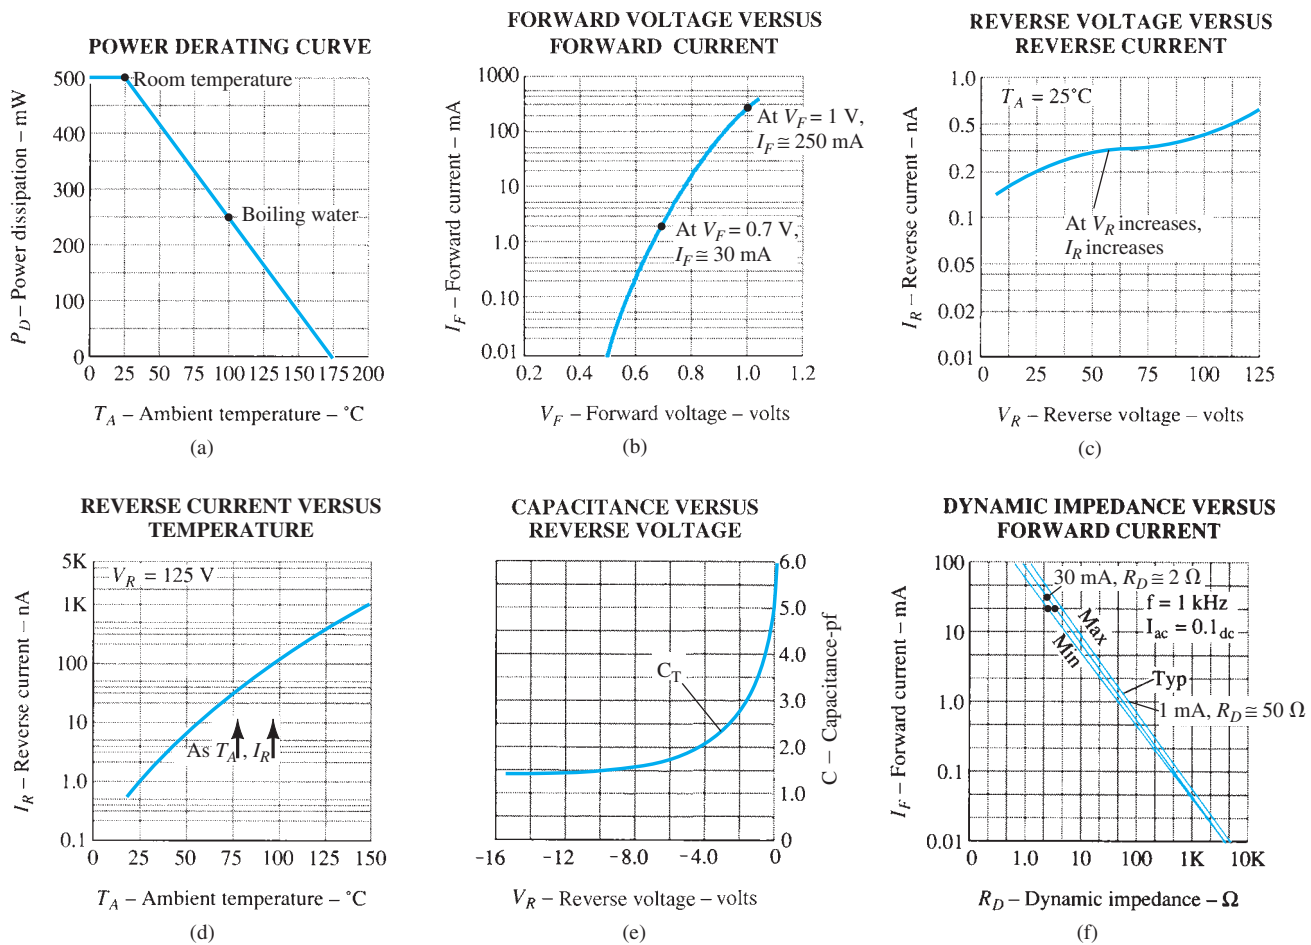 POWER DERATING CURVE
500
400
300
200
100
0
P_D – Power dissipation – mW
Room temperature
Boiling water
0 25 50 75 100 125 150 175 200
T_A – Ambient temperature – °C
(a)
FORWARD VOLTAGE VERSUS
FORWARD CURRENT
1000
100
10
1.0
0.10
0.01
I_F – Forward current – mA
At V_F = 1 V,
I_F ≅ 250 mA
At V_F = 0.7 V,
I_F ≅ 30 mA
0.2 0.4 0.6 0.8 1.0 1.2
V_F – Forward voltage – volts
(b)
REVERSE VOLTAGE VERSUS
REVERSE CURRENT
1.0
0.5
0.2
0.1
0.05
0.02
0.01
I_R – Reverse current – nA
T_A = 25°C
At V_R increases,
I_R increases
0 25 50 75 100 125
V_R – Reverse voltage – volts
(c)
REVERSE CURRENT VERSUS
TEMPERATURE
5K
1K
100
10
1.0
0.1
I_R – Reverse current – nA
V_R = 125 V
As T_A, I_R
0 25 50 75 100 125 150
T_A – Ambient temperature – °C
(d)
CAPACITANCE VERSUS
REVERSE VOLTAGE
6.0
5.0
4.0
3.0
2.0
1.0
0
C – Capacitance-pf
C_T
-16 -12 -8.0 -4.0 0
V_R – Reverse voltage – volts
(e)
DYNAMIC IMPEDANCE VERSUS
FORWARD CURRENT
100
10
1.0
0.1
0.01
I_F – Forward current – mA
30 mA, R_D ≅ 2 Ω
f = 1 kHz
I_ac = 0.1_dc
Max
Min
Typ
1 mA, R_D ≅ 50 Ω
0 1.0 10 100 1K 10K
R_D – Dynamic impedance – Ω
(f)